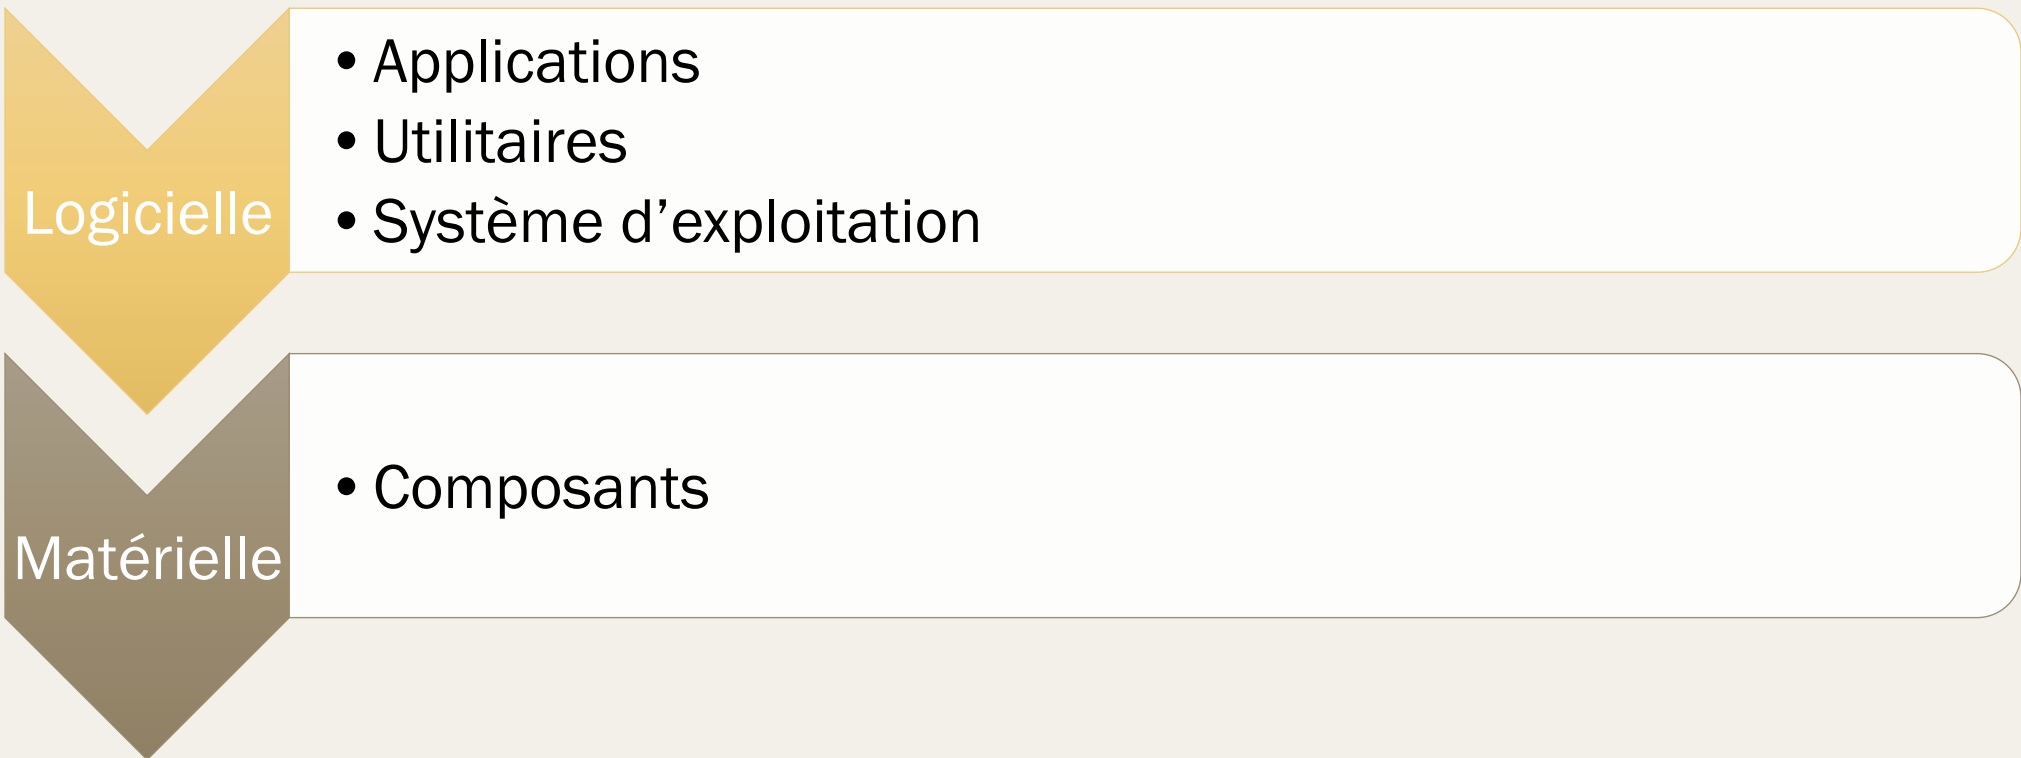 Logicielle
• Applications
• Utilitaires
• Système d’exploitation
Matérielle
• Composants